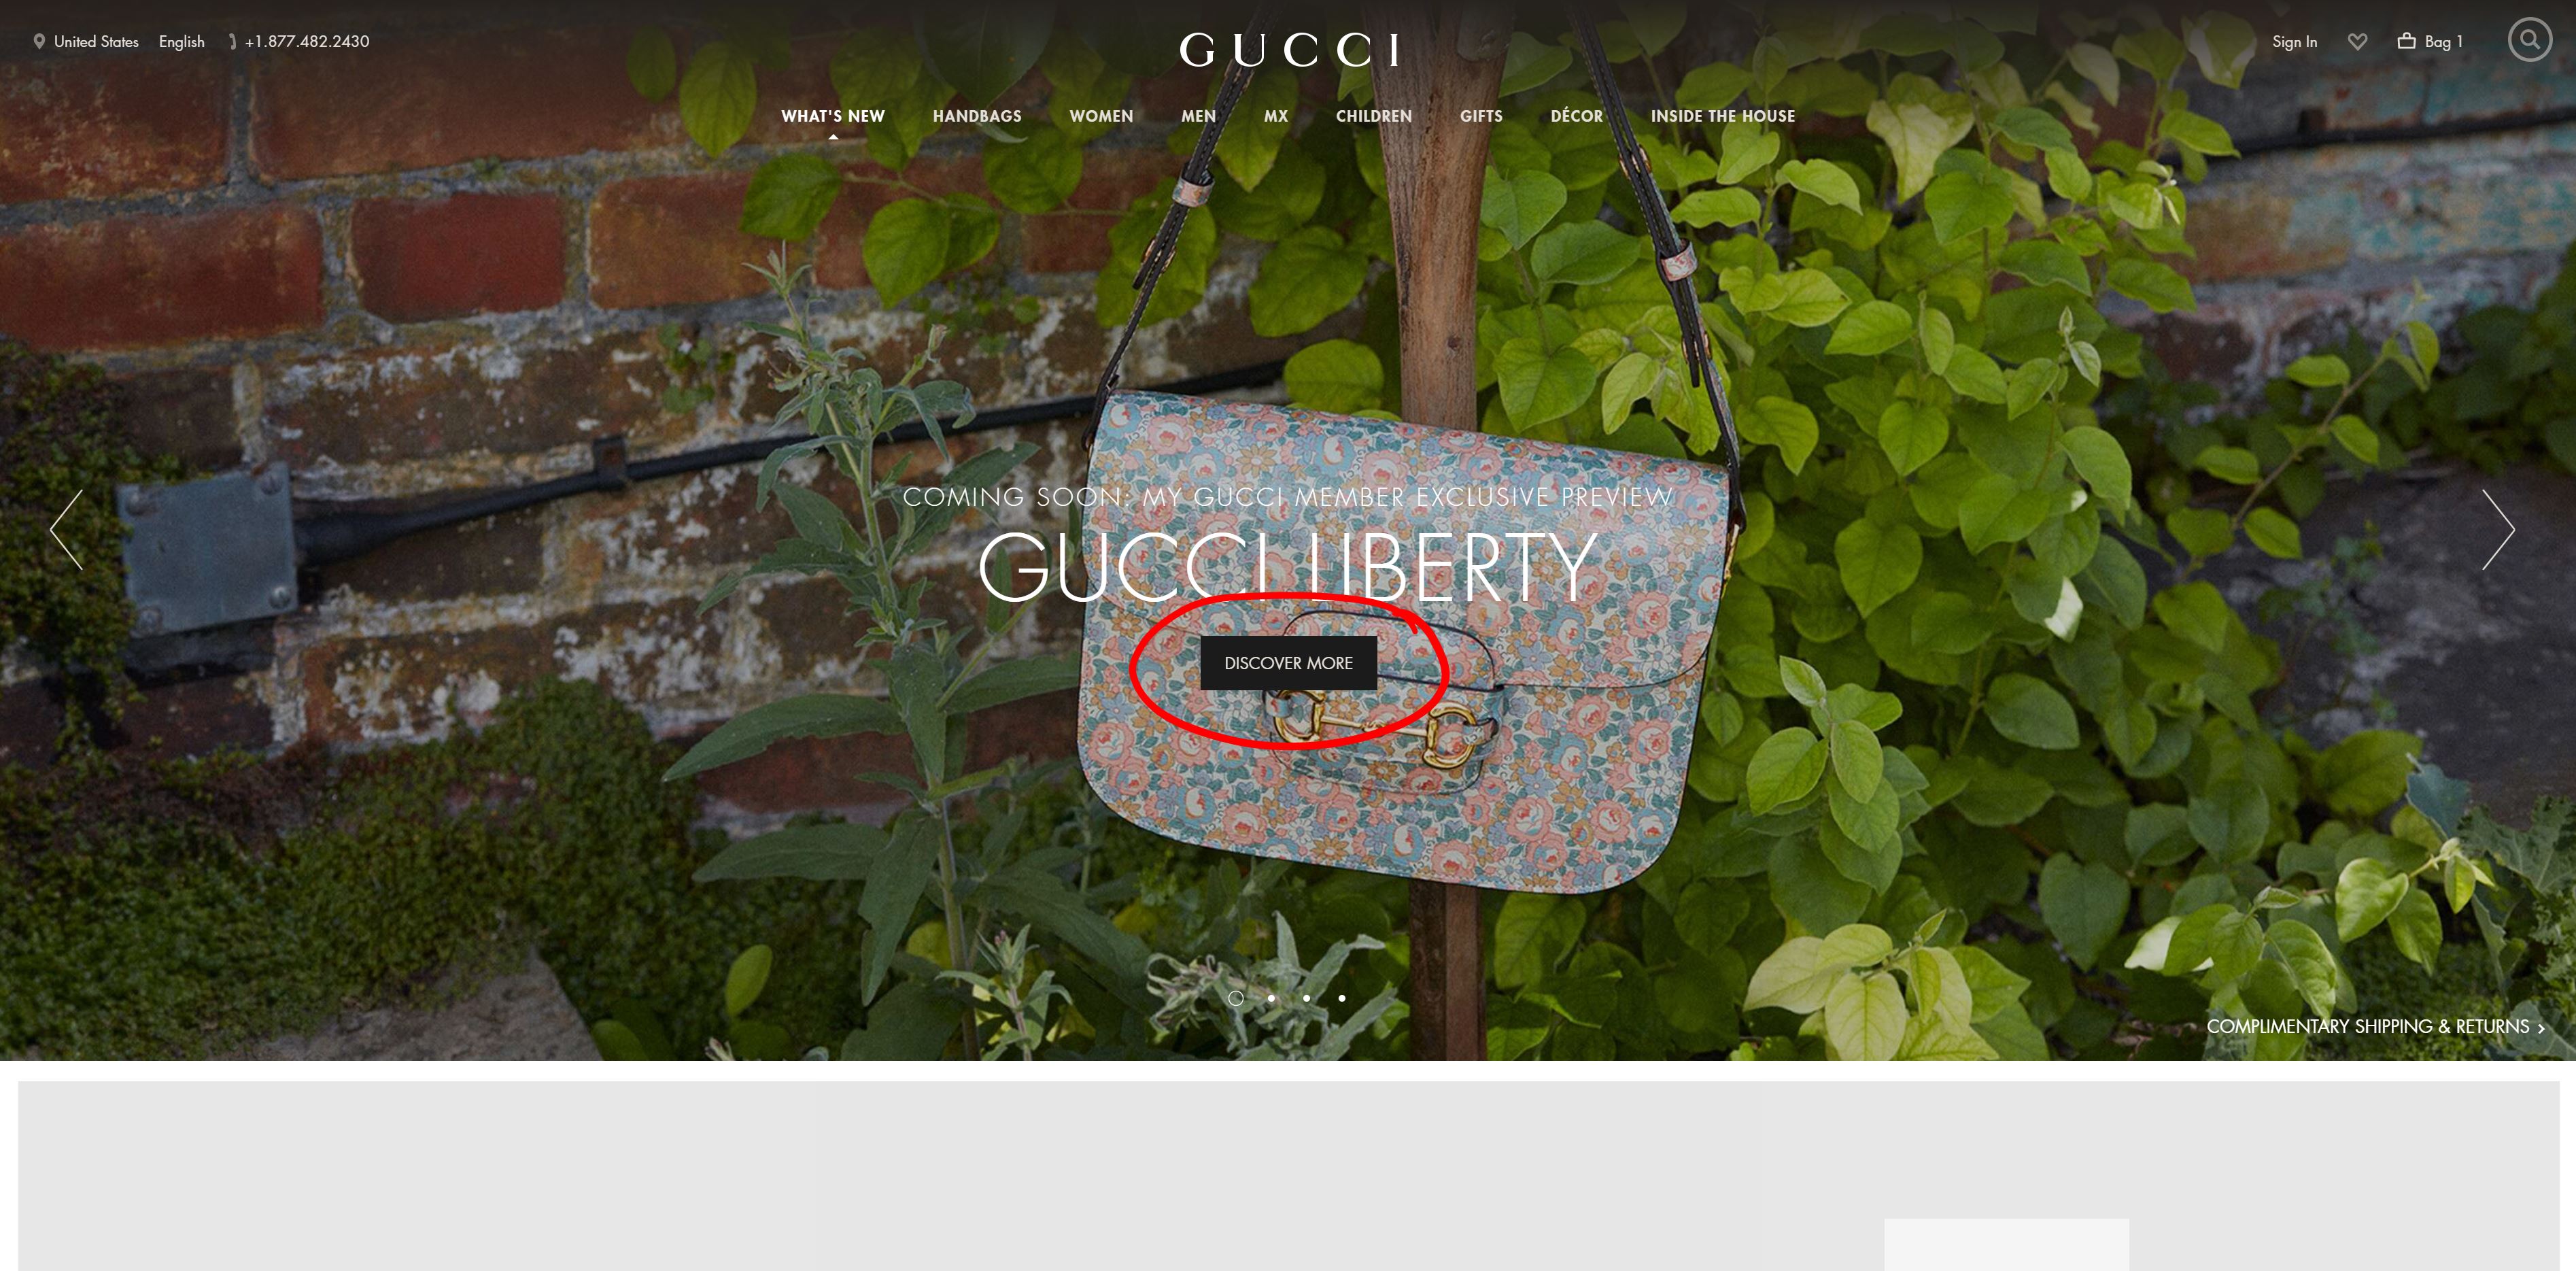 United States English +1.877.482.2430
GUCCI
Sign In Bag 1
WHAT'S NEW HANDBAGS WOMEN MEN MX CHILDREN GIFTS DÉCOR INSIDE THE HOUSE
COMING SOON: MY GUCCI MEMBER EXCLUSIVE PREVIEW
GUCCI LIBERTY
DISCOVER MORE
COMPLIMENTARY SHIPPING & RETURNS